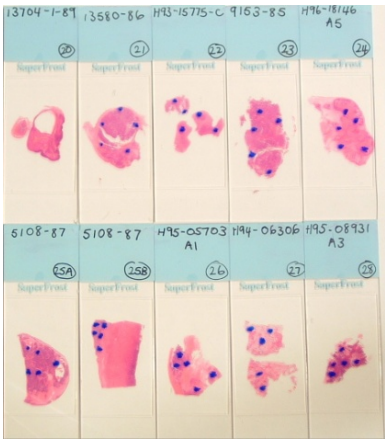 13704-1-89
20
SuperFrost
13580-86
21
SuperFrost
H93-15775-C
22
SuperFrost
9153-85
23
SuperFrost
H96-18146
A5
24
SuperFrost
5108-87
25A
SuperFrost
5108-87
25B
SuperFrost
H95-05703
A1
26
SuperFrost
H94-06306
27
SuperFrost
H95-08931
A3
28
SuperFrost